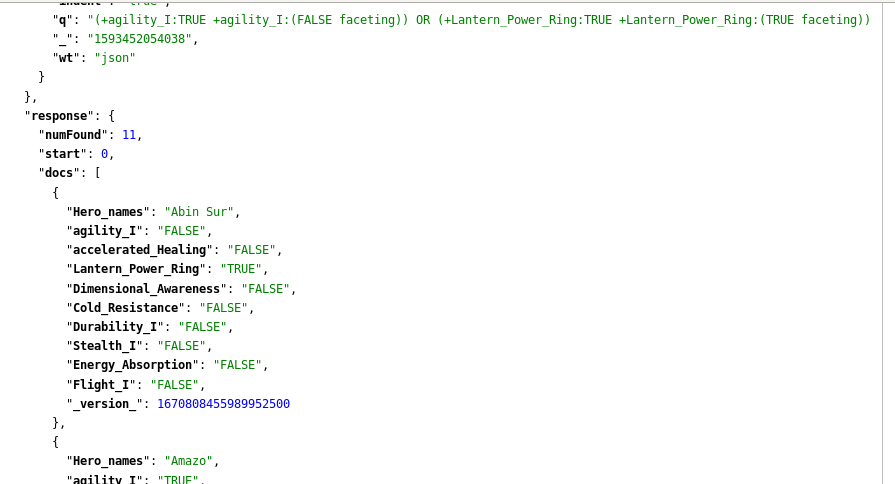 "indent": "true",
"q": "(+agility_I:TRUE +agility_I:(FALSE faceting)) OR (+Lantern_Power_Ring:TRUE +Lantern_Power_Ring:(TRUE faceting))
"_": "1593452054038",
"wt": "json"
}
},
"response": {
"numFound": 11,
"start": 0,
"docs": [
{
"Hero_names": "Abin Sur",
"agility_I": "FALSE",
"accelerated_Healing": "FALSE",
"Lantern_Power_Ring": "TRUE",
"Dimensional_Awareness": "FALSE",
"Cold_Resistance": "FALSE",
"Durability_I": "FALSE",
"Stealth_I": "FALSE",
"Energy_Absorption": "FALSE",
"Flight_I": "FALSE",
"_version_": 1670808455989952500
},
{
"Hero_names": "Amazo",
"agility_I": "TRUE",